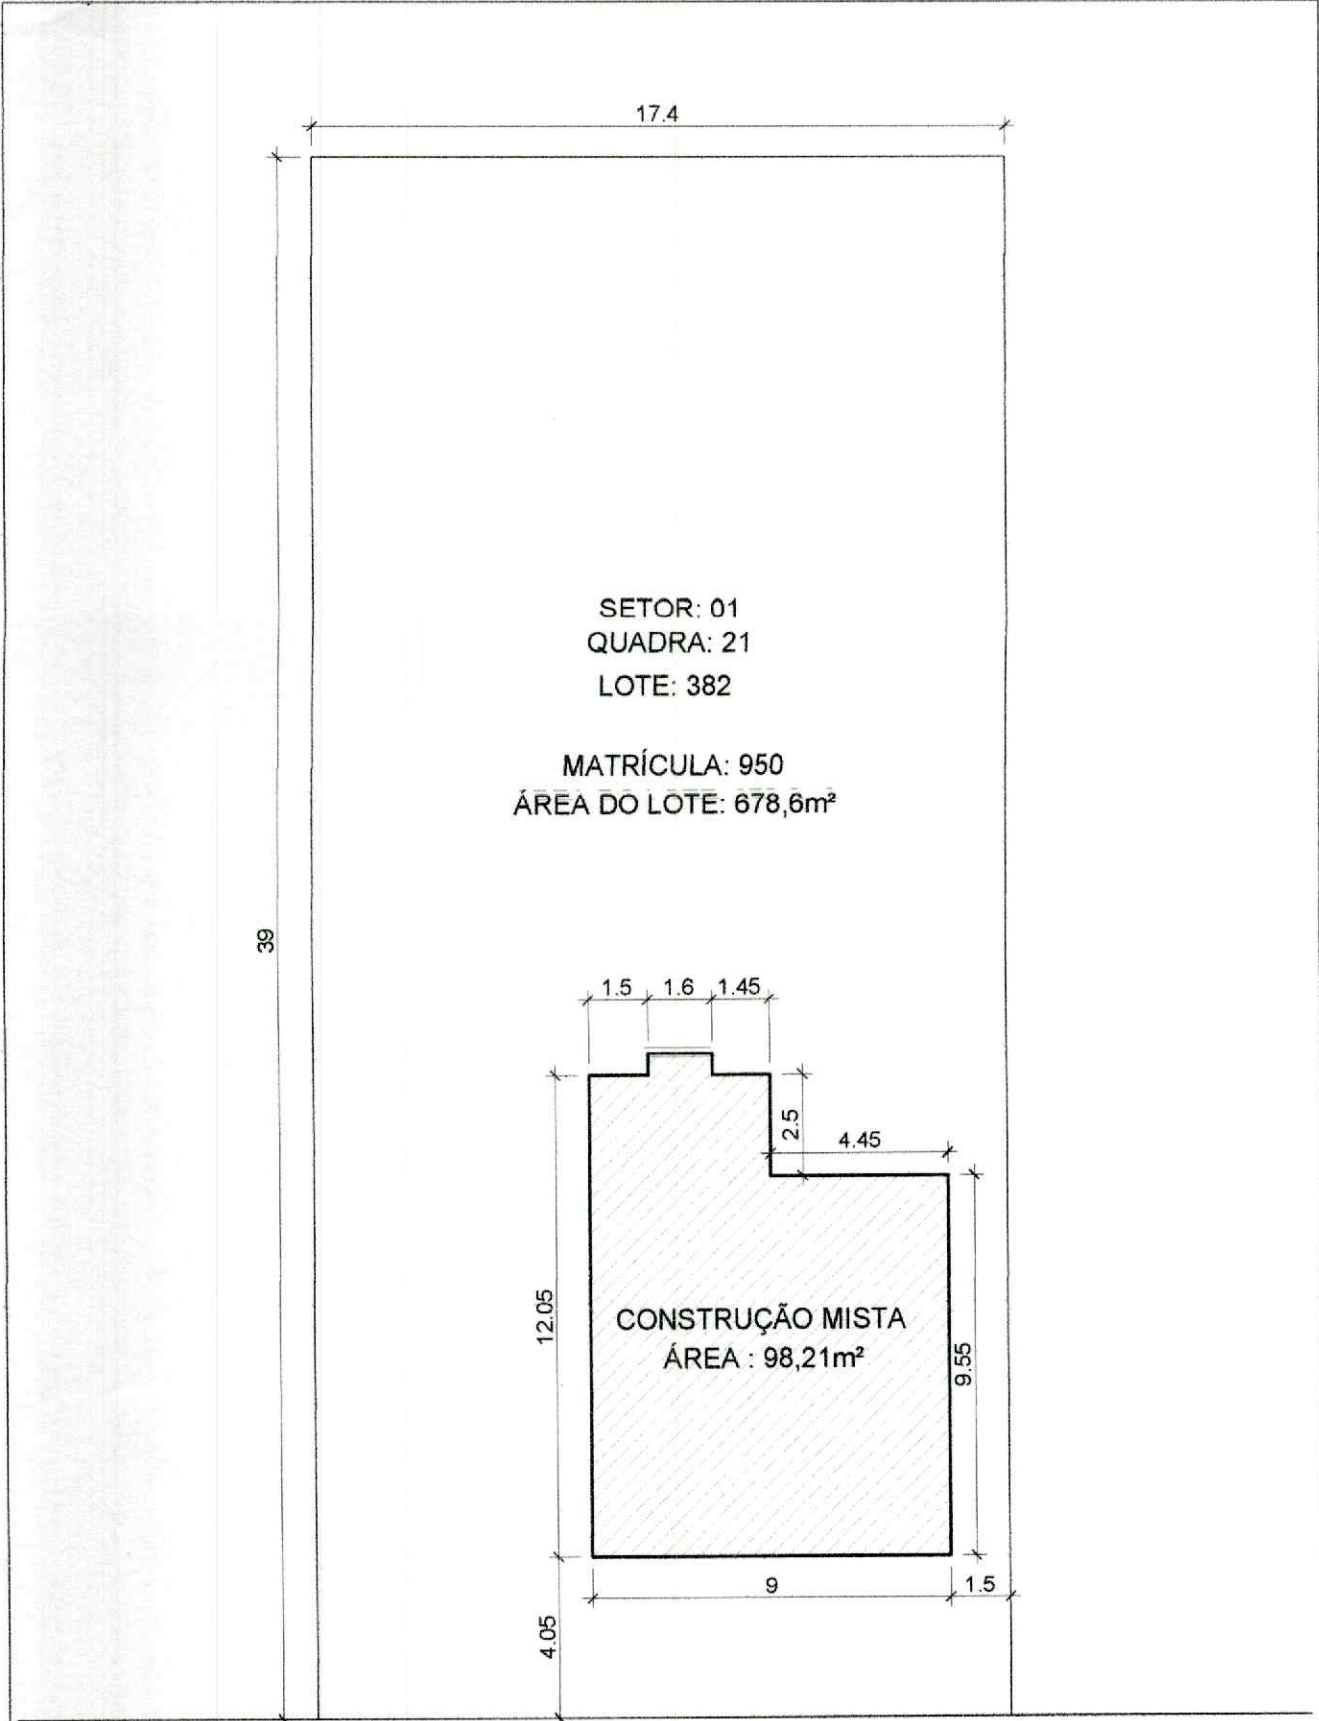 17.4
SETOR: 01
QUADRA: 21
LOTE: 382
MATRÍCULA: 950
ÁREA DO LOTE: 678,6m²
39
1.5 1.6 1.45
2.5
4.45
12.05
CONSTRUÇÃO MISTA
ÁREA : 98,21m²
9.55
9 1.5
4.05